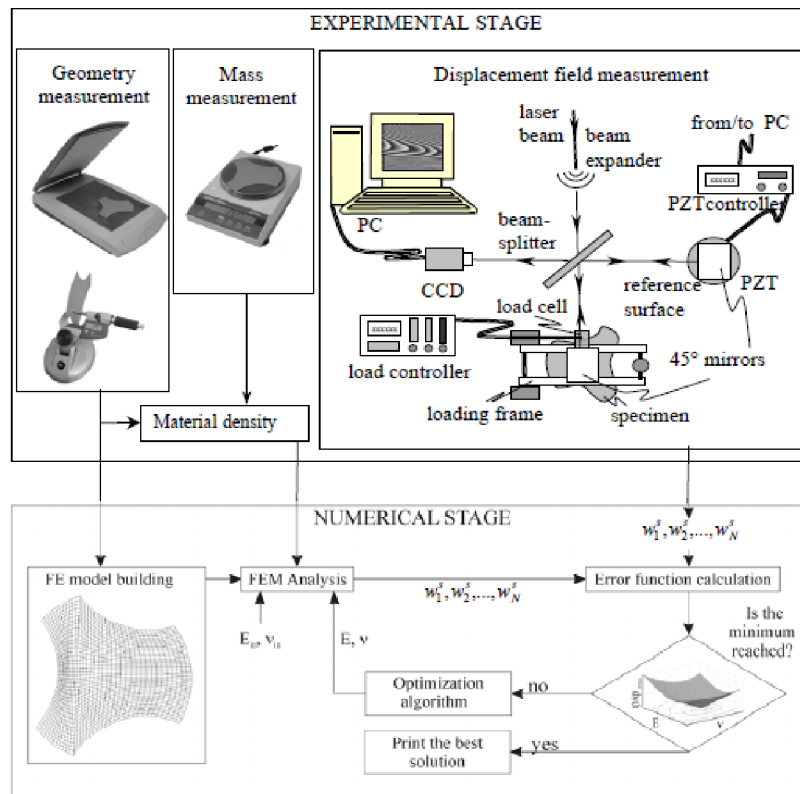 EXPERIMENTAL STAGE
Geometry
measurement
Mass
measurement
Displacement field measurement
laser
beam
beam
expander
from/to PC
PZTcontroller
PC
beam-
splitter
CCD
reference
surface
PZT
load cell
load controller
45° mirrors
loading frame
specimen
Material density
NUMERICAL STAGE
w₁ˢ, w₂ˢ,..., w_Nˢ
FE model building
FEM Analysis
w₁ˢ, w₂ˢ,..., w_Nˢ
Error function calculation
E_in, ν_in
E, ν
Is the
minimum
reached?
gap
E
ν
no
Optimization
algorithm
yes
Print the best
solution